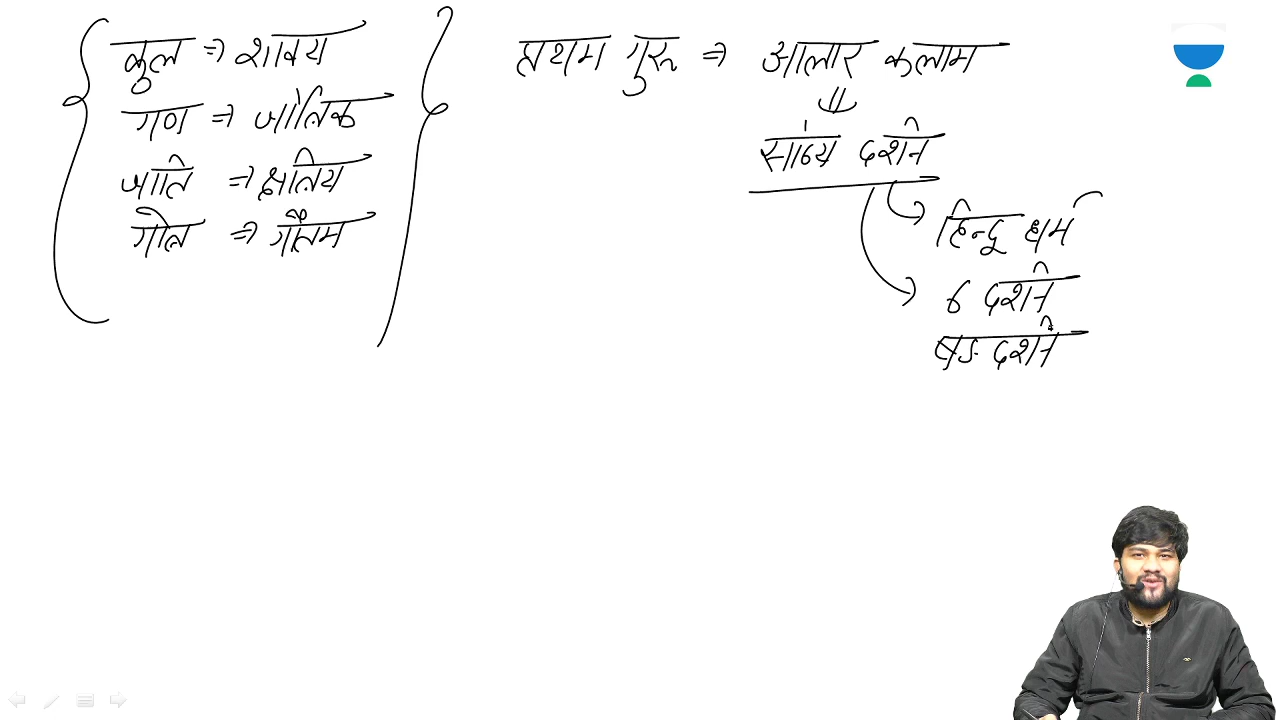 कुल ⇒ शाक्य
गण ⇒ जांतिक
जाति ⇒ क्षत्रिय
गोत्र ⇒ गौतम
प्रथम गुरू ⇒ आलार कलाम
⇓
सांख्य दर्शन
हिन्दू धर्म
6 दर्शन
षड दर्शन